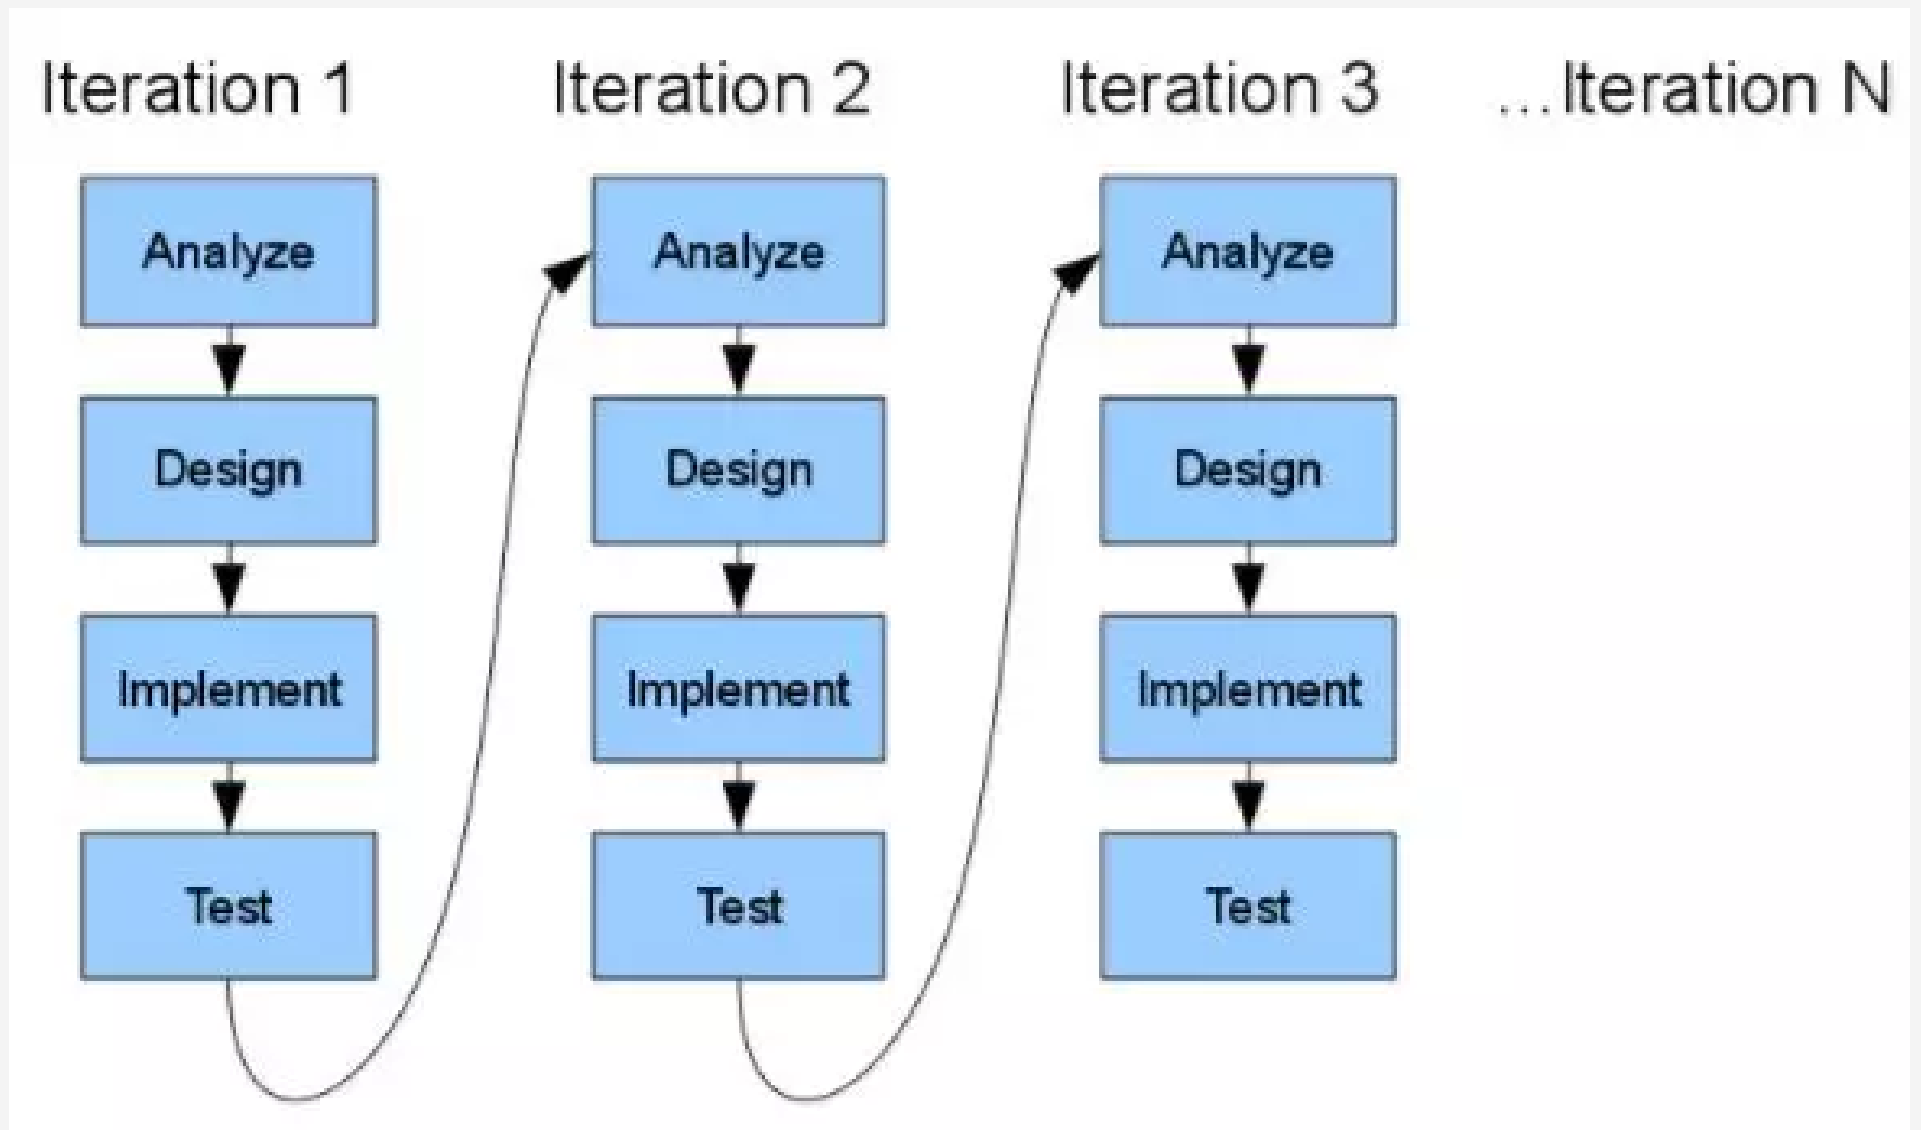 Iteration 1
Iteration 2
Iteration 3
...Iteration N
Analyze
Design
Implement
Test
Analyze
Design
Implement
Test
Analyze
Design
Implement
Test